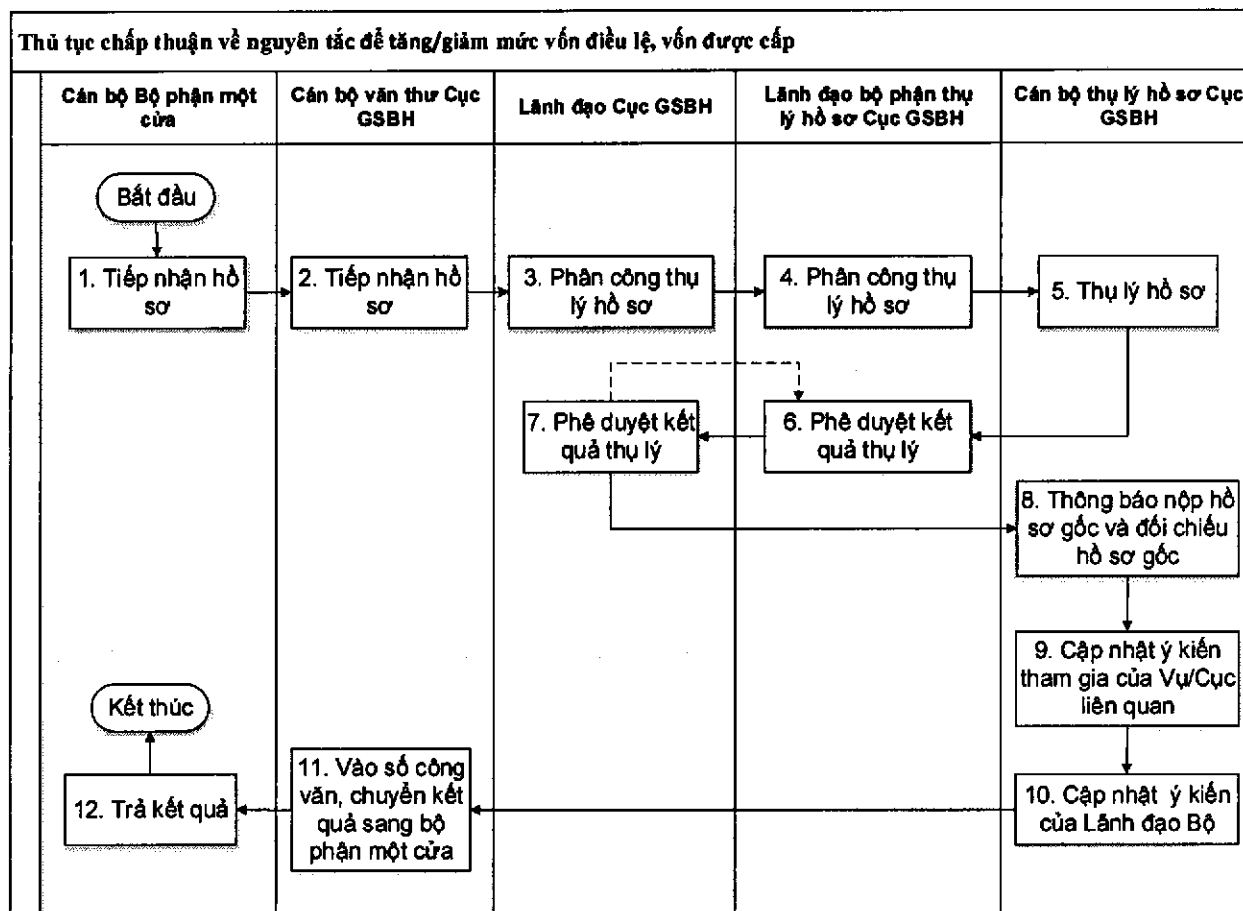 Thủ tục chấp thuận về nguyên tắc để tăng/giảm mức vốn điều lệ, vốn được cấp
Cán bộ Bộ phận một
cửa
Cán bộ văn thư Cục
GSBH
Lãnh đạo Cục GSBH
Lãnh đạo bộ phận thụ
lý hồ sơ Cục GSBH
Cán bộ thụ lý hồ sơ Cục
GSBH
Bắt đầu
1. Tiếp nhận hồ
sơ
2. Tiếp nhận hồ
sơ
3. Phân công thụ
lý hồ sơ
4. Phân công thụ
lý hồ sơ
5. Thụ lý hồ sơ
7. Phê duyệt kết
quả thụ lý
6. Phê duyệt kết
quả thụ lý
8. Thông báo nộp hồ
sơ gốc và đối chiếu
hồ sơ gốc
9. Cập nhật ý kiến
tham gia của Vụ/Cục
liên quan
Kết thúc
12. Trả kết quả
11. Vào số công
văn, chuyển kết
quả sang bộ
phận một cửa
10. Cập nhật ý kiến
của Lãnh đạo Bộ